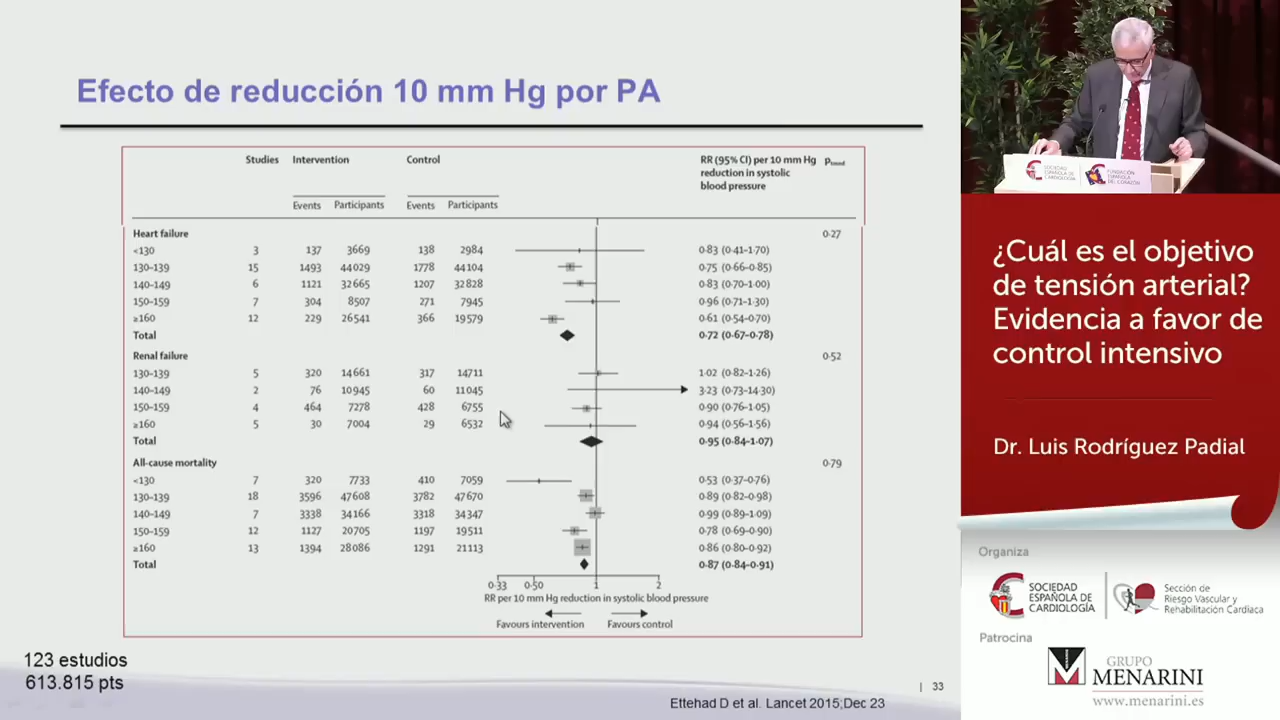 Efecto de reducción 10 mm Hg por PA
Studies Intervention Control RR (95% CI) per 10 mm Hg reduction in systolic blood pressure Ptrend
Events Participants Events Participants
Heart failure 0·27
<130 3 137 3669 138 2984 0·83 (0·41–1·70)
130–139 15 1493 44029 1778 44104 0·75 (0·66–0·85)
140–149 6 1121 32665 1207 32828 0·83 (0·70–1·00)
150–159 7 304 8507 271 7945 0·96 (0·71–1·30)
≥160 12 229 26541 366 19579 0·61 (0·54–0·70)
Total 0·72 (0·67–0·78)
Renal failure 0·52
130–139 5 320 14661 317 14711 1·02 (0·82–1·26)
140–149 2 76 10945 60 11045 3·23 (0·73–14·30)
150–159 4 464 7278 428 6755 0·90 (0·76–1·05)
≥160 5 30 7004 29 6532 0·94 (0·56–1·56)
Total 0·95 (0·84–1·07)
All-cause mortality 0·79
<130 7 320 7733 410 7059 0·53 (0·37–0·76)
130–139 18 3596 47608 3782 47670 0·89 (0·82–0·98)
140–149 7 3338 34166 3318 34347 0·99 (0·89–1·09)
150–159 12 1127 20705 1197 19511 0·78 (0·69–0·90)
≥160 13 1394 28086 1291 21113 0·86 (0·80–0·92)
Total 0·87 (0·84–0·91)
0·33 0·50 1 2
RR per 10 mm Hg reduction in systolic blood pressure
Favours intervention Favours control
123 estudios
613.815 pts
| 33
Ettehad D et al. Lancet 2015;Dec 23
SOCIEDAD ESPAÑOLA DE CARDIOLOGÍA
FUNDACIÓN ESPAÑOLA DEL CORAZÓN
¿Cuál es el objetivo
de tensión arterial?
Evidencia a favor de
control intensivo
Dr. Luis Rodríguez Padial
Organiza
SOCIEDAD
ESPAÑOLA DE
CARDIOLOGÍA
Sección de
Riesgo Vascular y
Rehabilitación Cardiaca
Patrocina
GRUPO
MENARINI
www.menarini.es